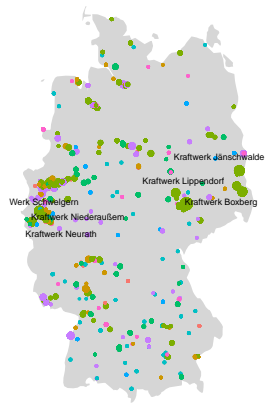 Kraftwerk Jänschwalde
Kraftwerk Lippendorf
Werk Schwelgern
Kraftwerk Boxberg
Kraftwerk Niederaußem
Kraftwerk Neurath